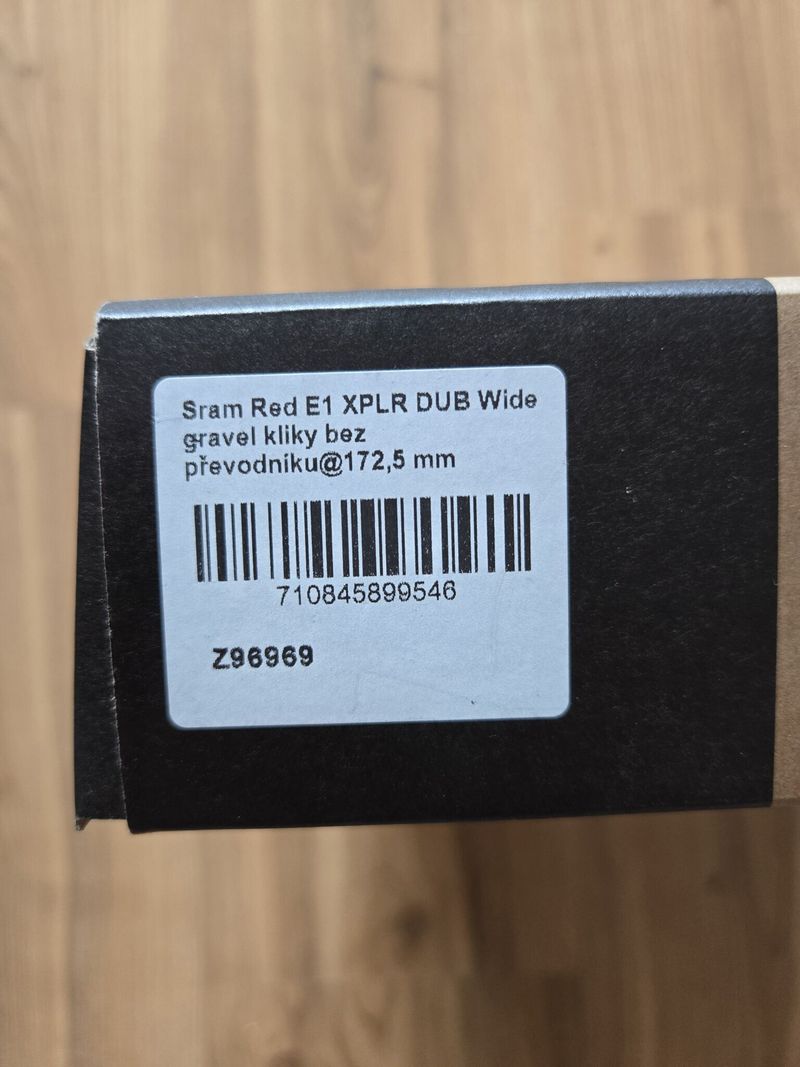 Sram Red E1 XPLR DUB Wide
gravel kliky bez
převodníku@172,5 mm
710845899546
Z96969